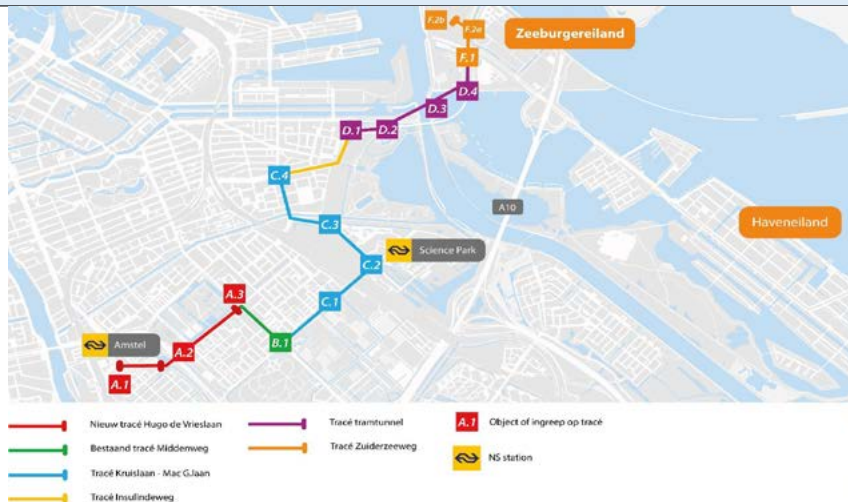 F.2b
F.2a
Zeeburgereiland
F.1
D.4
D.3
D.1
D.2
C.4
A10
Haveneiland
C.3
Science Park
C.2
A.3
C.1
Amstel
A.2
B.1
A.1
Nieuw tracé Hugo de Vrieslaan
Tracé tramtunnel
A.1
Object of ingreep op tracé
Bestaand tracé Middenweg
Tracé Zuiderzeeweg
NS station
Tracé Kruislaan - Mac G.laan
Tracé Insulindeweg